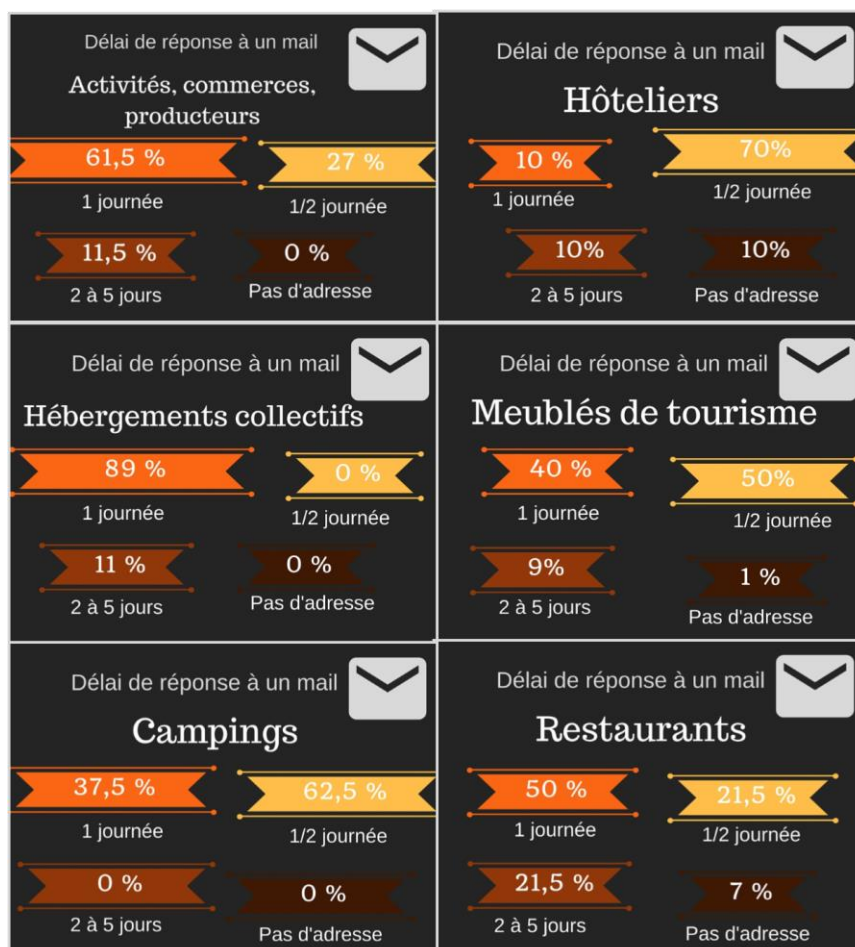 Délai de réponse à un mail
Activités, commerces,
producteurs
61,5 %
27 %
1 journée
1/2 journée
11,5 %
0 %
2 à 5 jours
Pas d'adresse
Délai de réponse à un mail
Hôteliers
10 %
70%
1 journée
1/2 journée
10%
10%
2 à 5 jours
Pas d'adresse
Délai de réponse à un mail
Hébergements collectifs
89 %
0 %
1 journée
1/2 journée
11 %
0 %
2 à 5 jours
Pas d'adresse
Délai de réponse à un mail
Meublés de tourisme
40 %
50%
1 journée
1/2 journée
9%
1 %
2 à 5 jours
Pas d'adresse
Délai de réponse à un mail
Campings
37,5 %
62,5 %
1 journée
1/2 journée
0 %
0 %
2 à 5 jours
Pas d'adresse
Délai de réponse à un mail
Restaurants
50 %
21,5 %
1 journée
1/2 journée
21,5 %
7 %
2 à 5 jours
Pas d'adresse